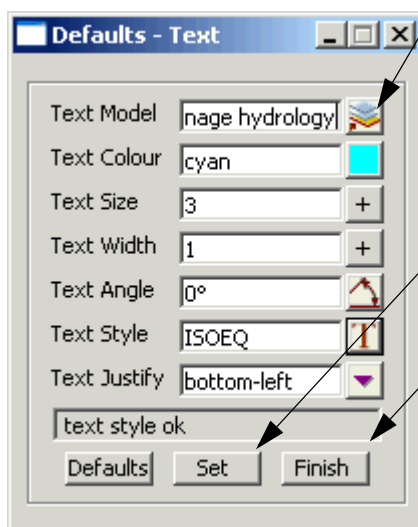 Defaults - Text
Text Model nage hydrology
Text Colour cyan
Text Size 3 +
Text Width 1 +
Text Angle 0°
Text Style ISOEQ T
Text Justify bottom-left
text style ok
Defaults Set Finish